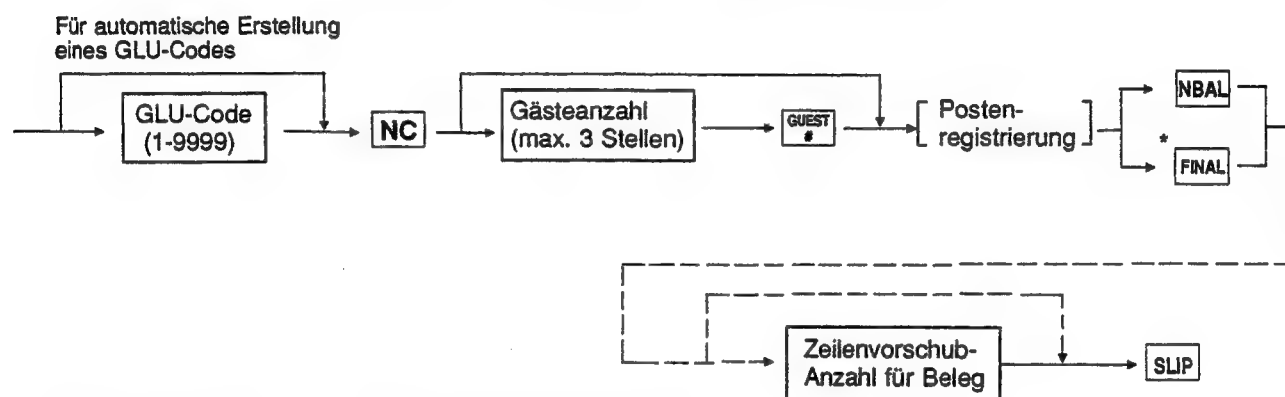 Für automatische Erstellung
eines GLU-Codes
GLU-Code
(1-9999)
NC
Gästeanzahl
(max. 3 Stellen)
GUEST
#
Posten-
registrierung
NBAL
*
FINAL
Zeilenvorschub-
Anzahl für Beleg
SLIP